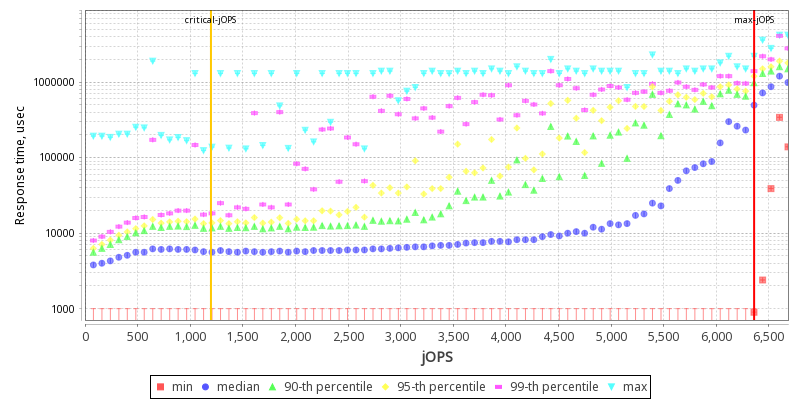 critical-jOPS
max-jOPS
Response time, usec
1000000
100000
10000
1000
0
500
1,000
1,500
2,000
2,500
3,000
3,500
4,000
4,500
5,000
5,500
6,000
6,500
jOPS
min
median
90-th percentile
95-th percentile
99-th percentile
max